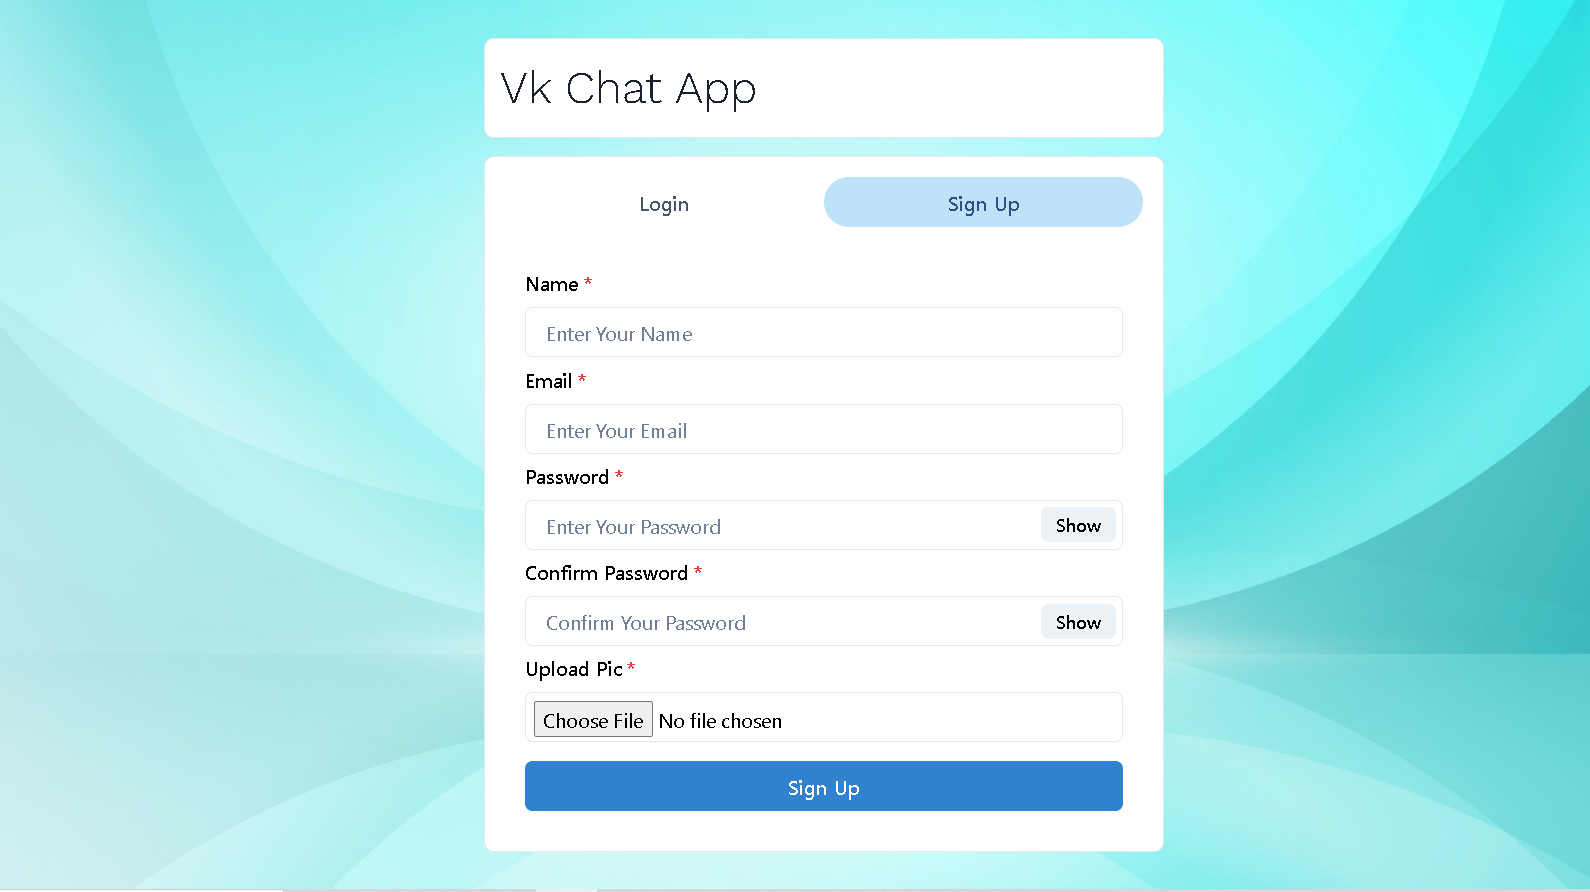 Vk Chat App
Login
Sign Up
Name *
Enter Your Name
Email *
Enter Your Email
Password *
Enter Your Password
Show
Confirm Password *
Confirm Your Password
Show
Upload Pic *
Choose File No file chosen
Sign Up